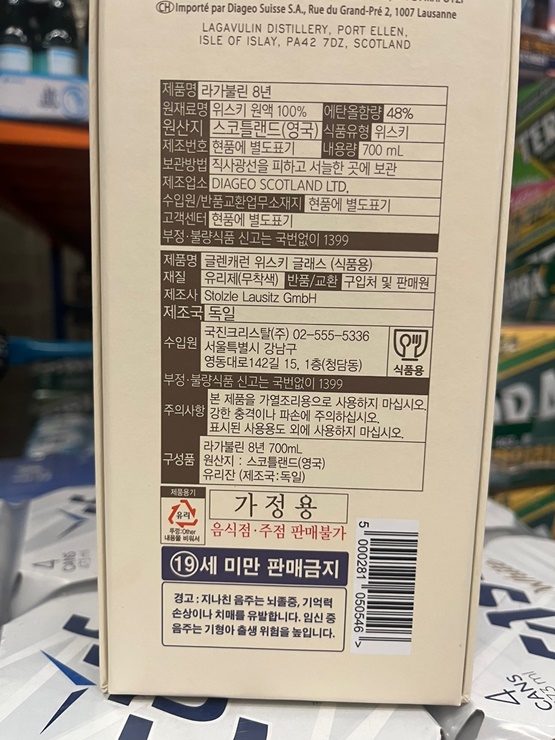 CH Importé par Diageo Suisse S.A., Rue du Grand-Pré 2, 1007 Lausanne
LAGAVULIN DISTILLERY, PORT ELLEN,
ISLE OF ISLAY, PA42 7DZ, SCOTLAND
제품명 라가불린 8년
원재료명 위스키 원액 100% 에탄올함량 48%
원산지 스코틀랜드(영국) 식품유형 위스키
제조번호 현품에 별도표기 내용량 700 mL
보관방법 직사광선을 피하고 서늘한 곳에 보관
제조업소 DIAGEO SCOTLAND LTD.
수입원/반품교환업무소재지 현품에 별도표기
고객센터 현품에 별도표기
부정·불량식품 신고는 국번없이 1399
제품명 글렌캐런 위스키 글래스 (식품용)
재질 유리제(무착색) 반품/교환 구입처 및 판매원
제조사 Stolzle Lausitz GmbH
제조국 독일
수입원 국진크리스탈(주) 02-555-5336
서울특별시 강남구
영동대로142길 15, 1층(청담동)
식품용
부정·불량식품 신고는 국번없이 1399
주의사항 본 제품을 가열조리용으로 사용하지 마십시오.
강한 충격이나 파손에 주의하십시오.
표시된 사용용도 외에 사용하지 마십시오.
구성품 라가불린 8년 700mL
원산지 : 스코틀랜드(영국)
유리잔 (제조국:독일)
제품용기
유리
뚜껑:Other
내용물 비워서
가정용
음식점·주점 판매불가
19세 미만 판매금지
경고 : 지나친 음주는 뇌졸중, 기억력
손상이나 치매를 유발합니다. 임신 중
음주는 기형아 출생 위험을 높입니다.
5 000281 050546 >
4
CANS
473 ml
4
CANS